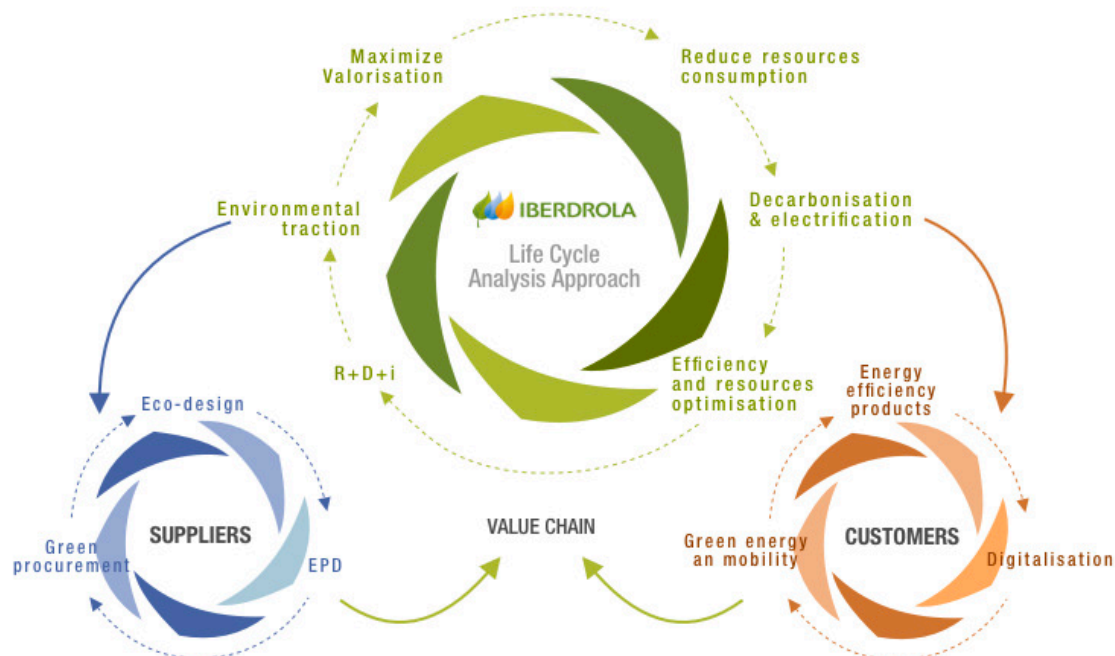 Maximize
Valorisation
Reduce resources
consumption
Environmental
traction
IBERDROLA
Life Cycle
Analysis Approach
Decarbonisation
& electrification
R+D+i
Efficiency
and resources
optimisation
Eco-design
SUPPLIERS
Green
procurement
EPD
VALUE CHAIN
Energy
efficiency
products
CUSTOMERS
Green energy
an mobility
Digitalisation